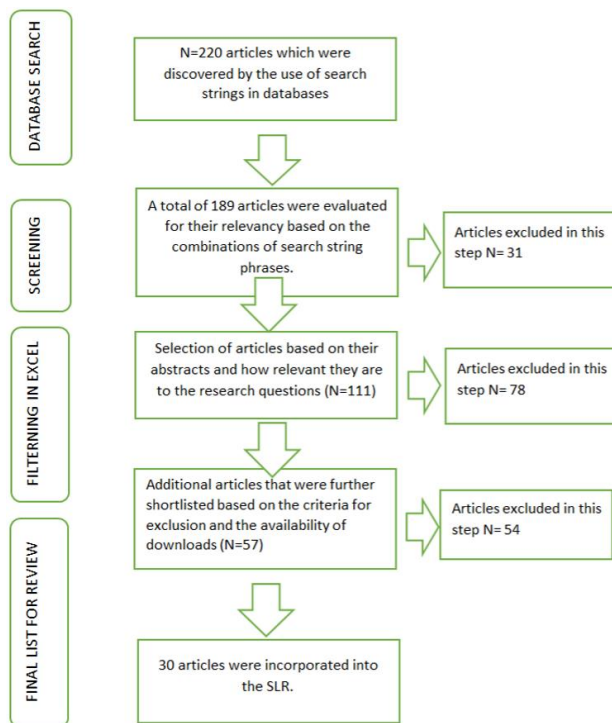 DATABASE SEARCH
N=220 articles which were
discovered by the use of search
strings in databases
SCREENING
A total of 189 articles were evaluated
for their relevancy based on the
combinations of search string
phrases.
Articles excluded in this
step N= 31
FILTERNING IN EXCEL
Selection of articles based on their
abstracts and how relevant they are
to the research questions (N=111)
Articles excluded in this
step N= 78
Additional articles that were further
shortlisted based on the criteria for
exclusion and the availability of
downloads (N=57)
Articles excluded in this
step N= 54
FINAL LIST FOR REVIEW
30 articles were incorporated into
the SLR.